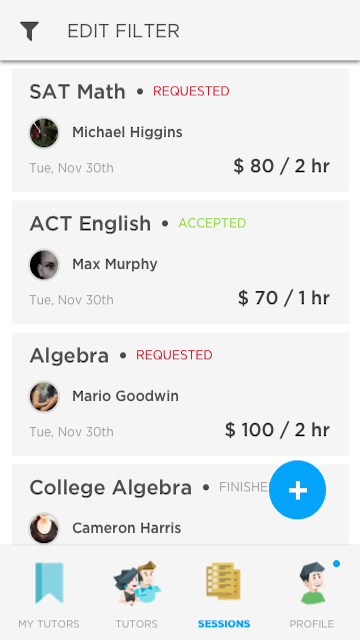 EDIT FILTER
SAT Math • REQUESTED
Michael Higgins
Tue, Nov 30th
$ 80 / 2 hr
ACT English • ACCEPTED
Max Murphy
Tue, Nov 30th
$ 70 / 1 hr
Algebra • REQUESTED
Mario Goodwin
Tue, Nov 30th
$ 100 / 2 hr
College Algebra • FINISHE
+
Cameron Harris
MY TUTORS
TUTORS
SESSIONS
PROFILE